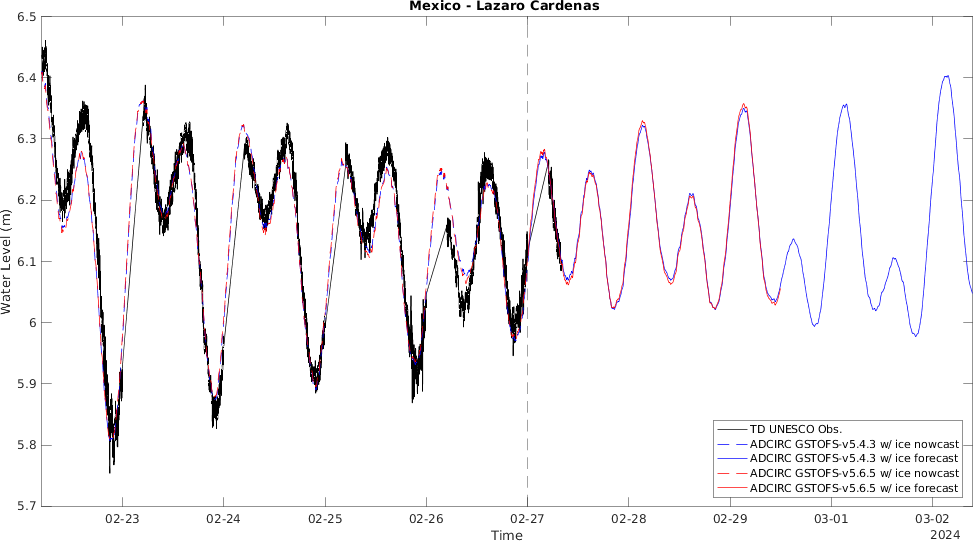 Mexico - Lazaro Cardenas
6.5
6.4
6.3
6.2
6.1
6
5.9
5.8
5.7
Water Level (m)
02-23
02-24
02-25
02-26
02-27
02-28
02-29
03-01
03-02
Time
2024
TD UNESCO Obs.
ADCIRC GSTOFS-v5.4.3 w/ ice nowcast
ADCIRC GSTOFS-v5.4.3 w/ ice forecast
ADCIRC GSTOFS-v5.6.5 w/ ice nowcast
ADCIRC GSTOFS-v5.6.5 w/ ice forecast